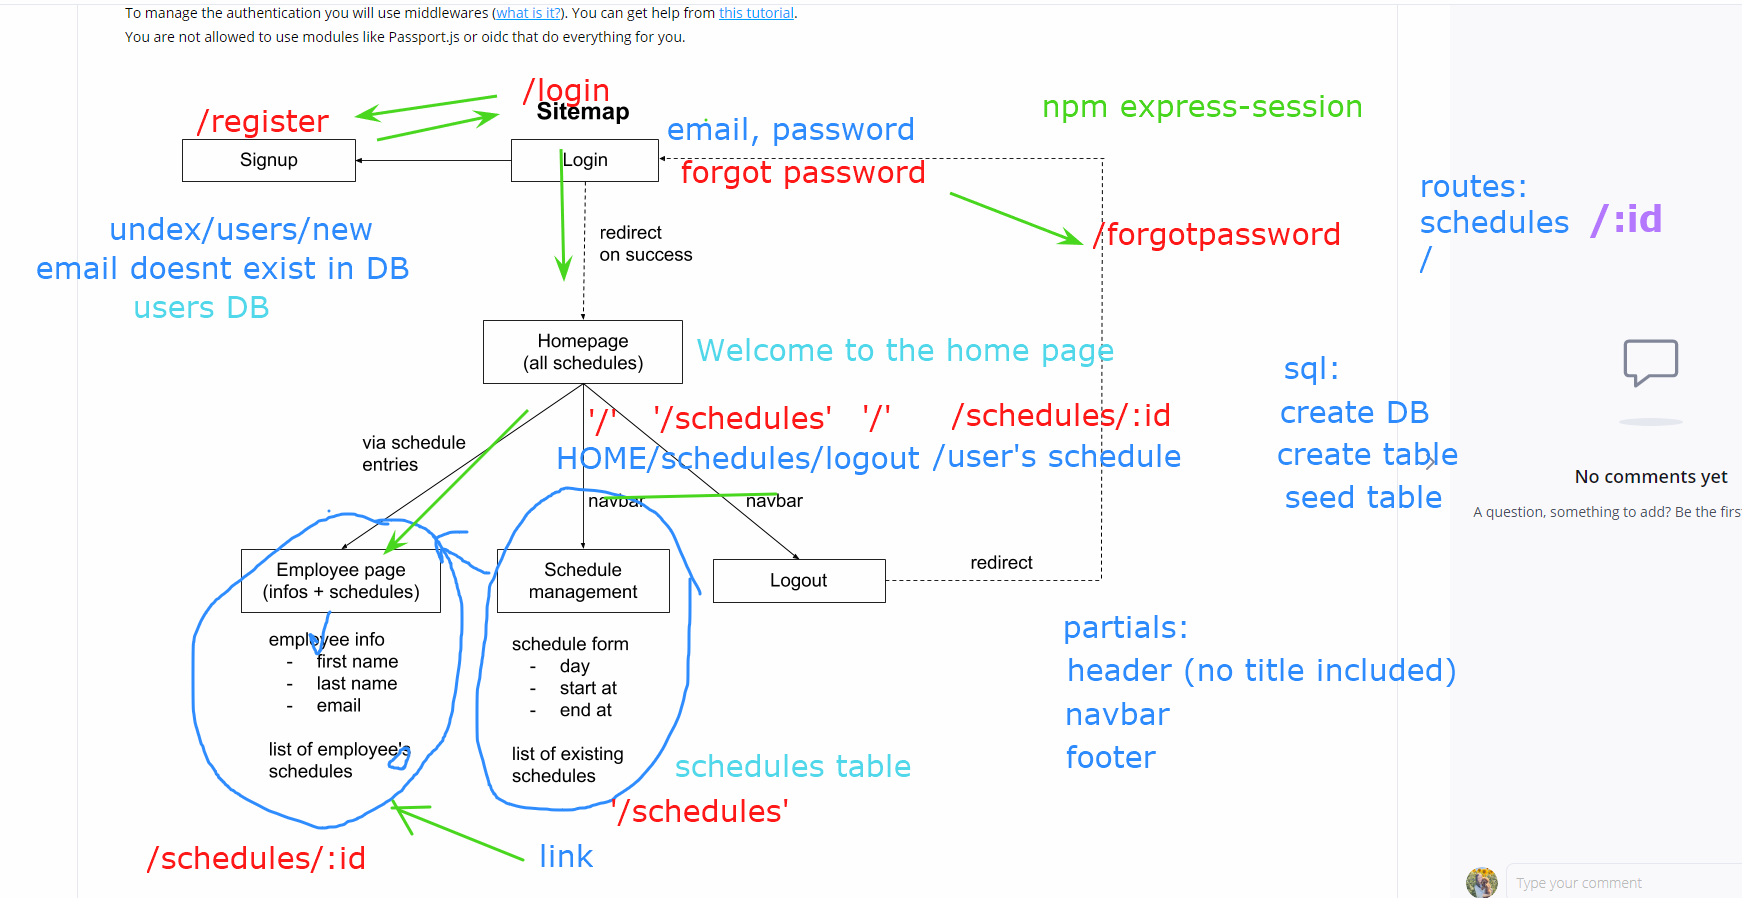 To manage the authentication you will use middlewares (what is it?). You can get help from this tutorial.
You are not allowed to use modules like Passport.js or oidc that do everything for you.
/login
Sitemap
/register
npm express-session
email, password
Signup
Login
forgot password
routes:
schedules /:id
/
undex/users/new
email doesnt exist in DB
users DB
redirect
on success
/forgotpassword
Homepage
(all schedules)
Welcome to the home page
sql:
create DB
create table
seed table
'/' '/schedules' '/' /schedules/:id
HOME/schedules/logout /user's schedule
via schedule
entries
navbar
navbar
No comments yet
A question, something to add? Be the firs
Employee page
(infos + schedules)
Schedule
management
Logout
redirect
employee info
- first name
- last name
- email
list of employee's
schedules
schedule form
- day
- start at
- end at
list of existing
schedules
schedules table
'/schedules'
partials:
header (no title included)
navbar
footer
/schedules/:id
link
Type your comment